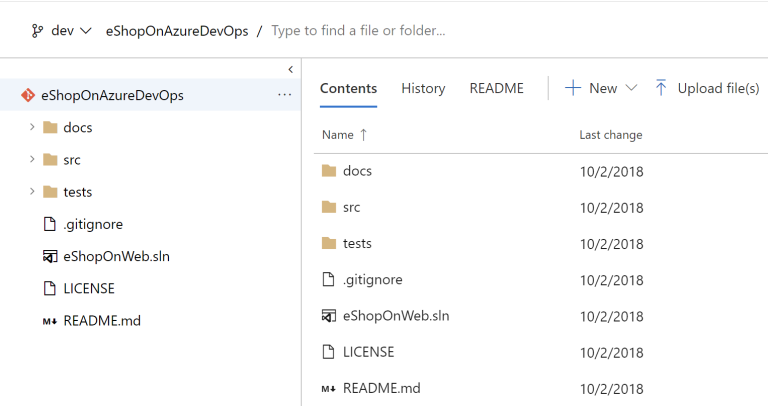 dev eShopOnAzureDevOps / Type to find a file or folder...
eShopOnAzureDevOps
docs
src
tests
.gitignore
eShopOnWeb.sln
LICENSE
README.md
Contents History README New Upload file(s)
Name Last change
docs 10/2/2018
src 10/2/2018
tests 10/2/2018
.gitignore 10/2/2018
eShopOnWeb.sln 10/2/2018
LICENSE 10/2/2018
README.md 10/2/2018